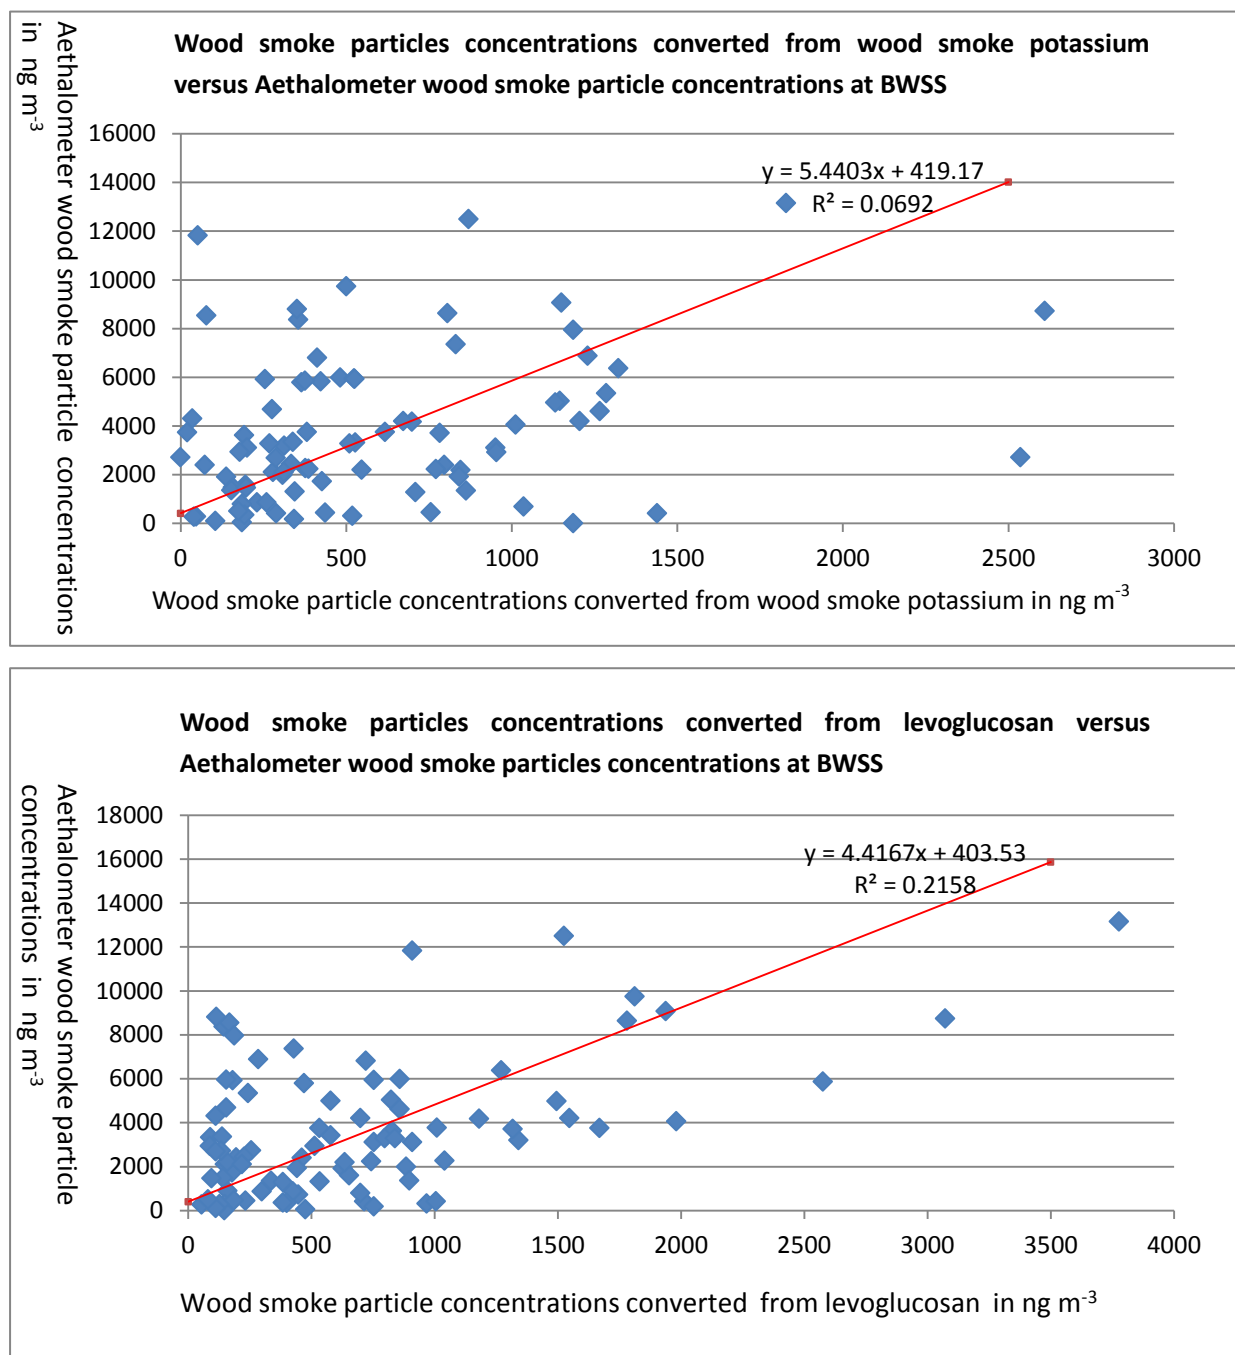 Wood smoke particles concentrations converted from wood smoke potassium
versus Aethalometer wood smoke particle concentrations at BWSS
Aethalometer wood smoke particle concentrations
in ng m-3
16000
14000
12000
10000
8000
6000
4000
2000
0
y = 5.4403x + 419.17
R² = 0.0692
0 500 1000 1500 2000 2500 3000
Wood smoke particle concentrations converted from wood smoke potassium in ng m-3
Wood smoke particles concentrations converted from levoglucosan versus
Aethalometer wood smoke particles concentrations at BWSS
Aethalometer wood smoke particle
concentrations in ng m-3
18000
16000
14000
12000
10000
8000
6000
4000
2000
0
y = 4.4167x + 403.53
R² = 0.2158
0 500 1000 1500 2000 2500 3000 3500 4000
Wood smoke particle concentrations converted from levoglucosan in ng m-3